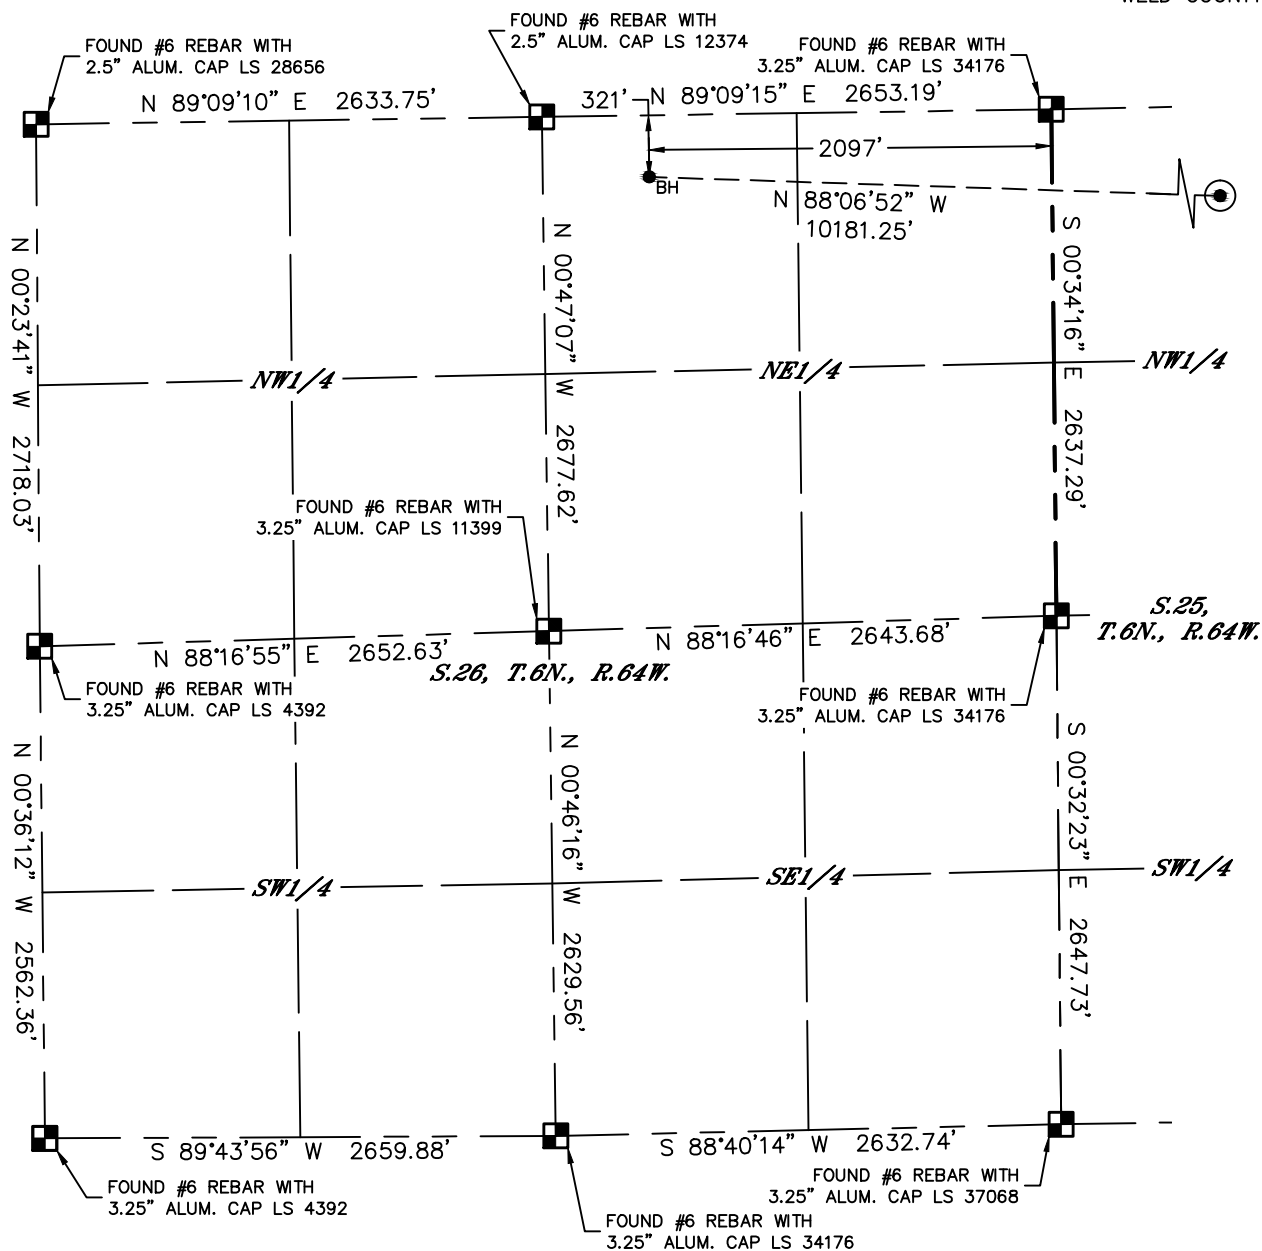 FOUND #6 REBAR WITH
2.5" ALUM. CAP LS 28656
FOUND #6 REBAR WITH
2.5" ALUM. CAP LS 12374
FOUND #6 REBAR WITH
3.25" ALUM. CAP LS 34176
N 89°09'10" E 2633.75'
321'
N 89°09'15" E 2653.19'
2097'
BH
N 88°06'52" W
10181.25'
N 00°23'41" W 2718.03'
N 00°47'07" W 2677.62'
S 00°34'16" E 2637.29'
NW1/4
NE1/4
NW1/4
FOUND #6 REBAR WITH
3.25" ALUM. CAP LS 11399
S.25,
T.6N., R.64W.
N 88°16'55" E 2652.63'
N 88°16'46" E 2643.68'
S.26, T.6N., R.64W.
FOUND #6 REBAR WITH
3.25" ALUM. CAP LS 4392
FOUND #6 REBAR WITH
3.25" ALUM. CAP LS 34176
N 00°36'12" W 2562.36'
N 00°46'16" W 2629.56'
S 00°32'23" E 2647.73'
SW1/4
SE1/4
SW1/4
S 89°43'56" W 2659.88'
S 88°40'14" W 2632.74'
FOUND #6 REBAR WITH
3.25" ALUM. CAP LS 4392
FOUND #6 REBAR WITH
3.25" ALUM. CAP LS 37068
FOUND #6 REBAR WITH
3.25" ALUM. CAP LS 34176